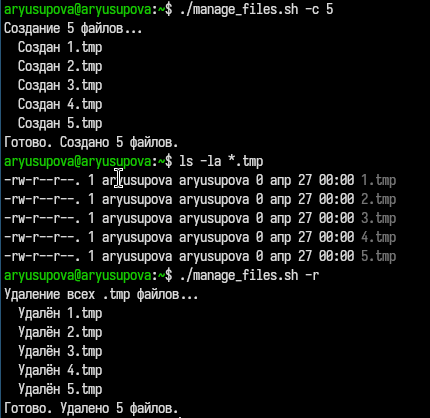 aryusupova@aryusupova:~$ ./manage_files.sh -c 5
Создание 5 файлов...
  Создан 1.tmp
  Создан 2.tmp
  Создан 3.tmp
  Создан 4.tmp
  Создан 5.tmp
Готово. Создано 5 файлов.
aryusupova@aryusupova:~$ ls -la *.tmp
-rw-r--r--. 1 aryusupova aryusupova 0 апр 27 00:00 1.tmp
-rw-r--r--. 1 aryusupova aryusupova 0 апр 27 00:00 2.tmp
-rw-r--r--. 1 aryusupova aryusupova 0 апр 27 00:00 3.tmp
-rw-r--r--. 1 aryusupova aryusupova 0 апр 27 00:00 4.tmp
-rw-r--r--. 1 aryusupova aryusupova 0 апр 27 00:00 5.tmp
aryusupova@aryusupova:~$ ./manage_files.sh -r
Удаление всех .tmp файлов...
  Удалён 1.tmp
  Удалён 2.tmp
  Удалён 3.tmp
  Удалён 4.tmp
  Удалён 5.tmp
Готово. Удалено 5 файлов.